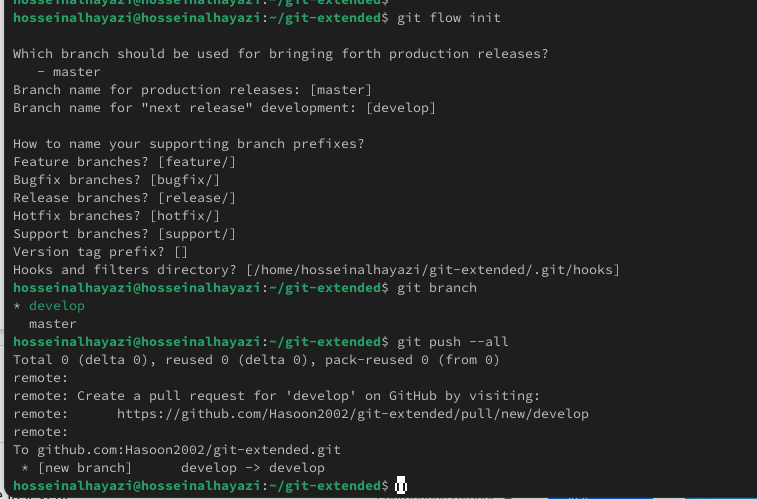 hosseinalhayazi@hosseinalhayazi:~/git-extended$
hosseinalhayazi@hosseinalhayazi:~/git-extended$ git flow init
Which branch should be used for bringing forth production releases?
   - master
Branch name for production releases: [master]
Branch name for "next release" development: [develop]
How to name your supporting branch prefixes?
Feature branches? [feature/]
Bugfix branches? [bugfix/]
Release branches? [release/]
Hotfix branches? [hotfix/]
Support branches? [support/]
Version tag prefix? []
Hooks and filters directory? [/home/hosseinalhayazi/git-extended/.git/hooks]
hosseinalhayazi@hosseinalhayazi:~/git-extended$ git branch
* develop
  master
hosseinalhayazi@hosseinalhayazi:~/git-extended$ git push --all
Total 0 (delta 0), reused 0 (delta 0), pack-reused 0 (from 0)
remote:
remote: Create a pull request for 'develop' on GitHub by visiting:
remote:      https://github.com/Hasoon2002/git-extended/pull/new/develop
remote:
To github.com:Hasoon2002/git-extended.git
 * [new branch]      develop -> develop
hosseinalhayazi@hosseinalhayazi:~/git-extended$